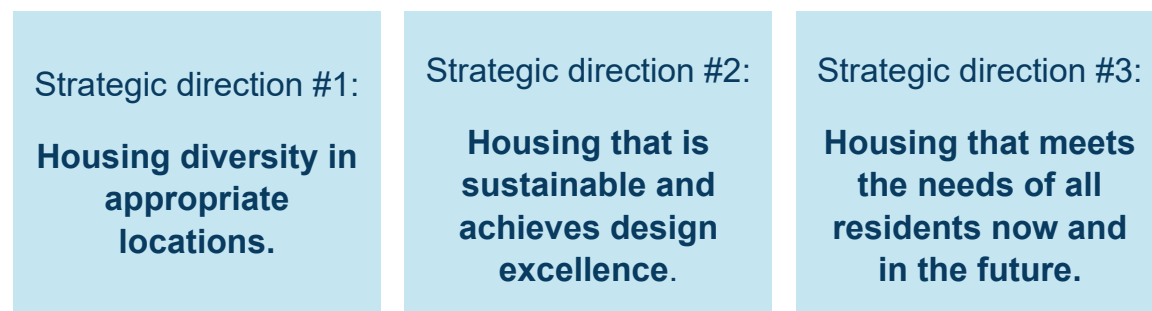 Strategic direction #1:
Housing diversity in
appropriate
locations.
Strategic direction #2:
Housing that is
sustainable and
achieves design
excellence.
Strategic direction #3:
Housing that meets
the needs of all
residents now and
in the future.